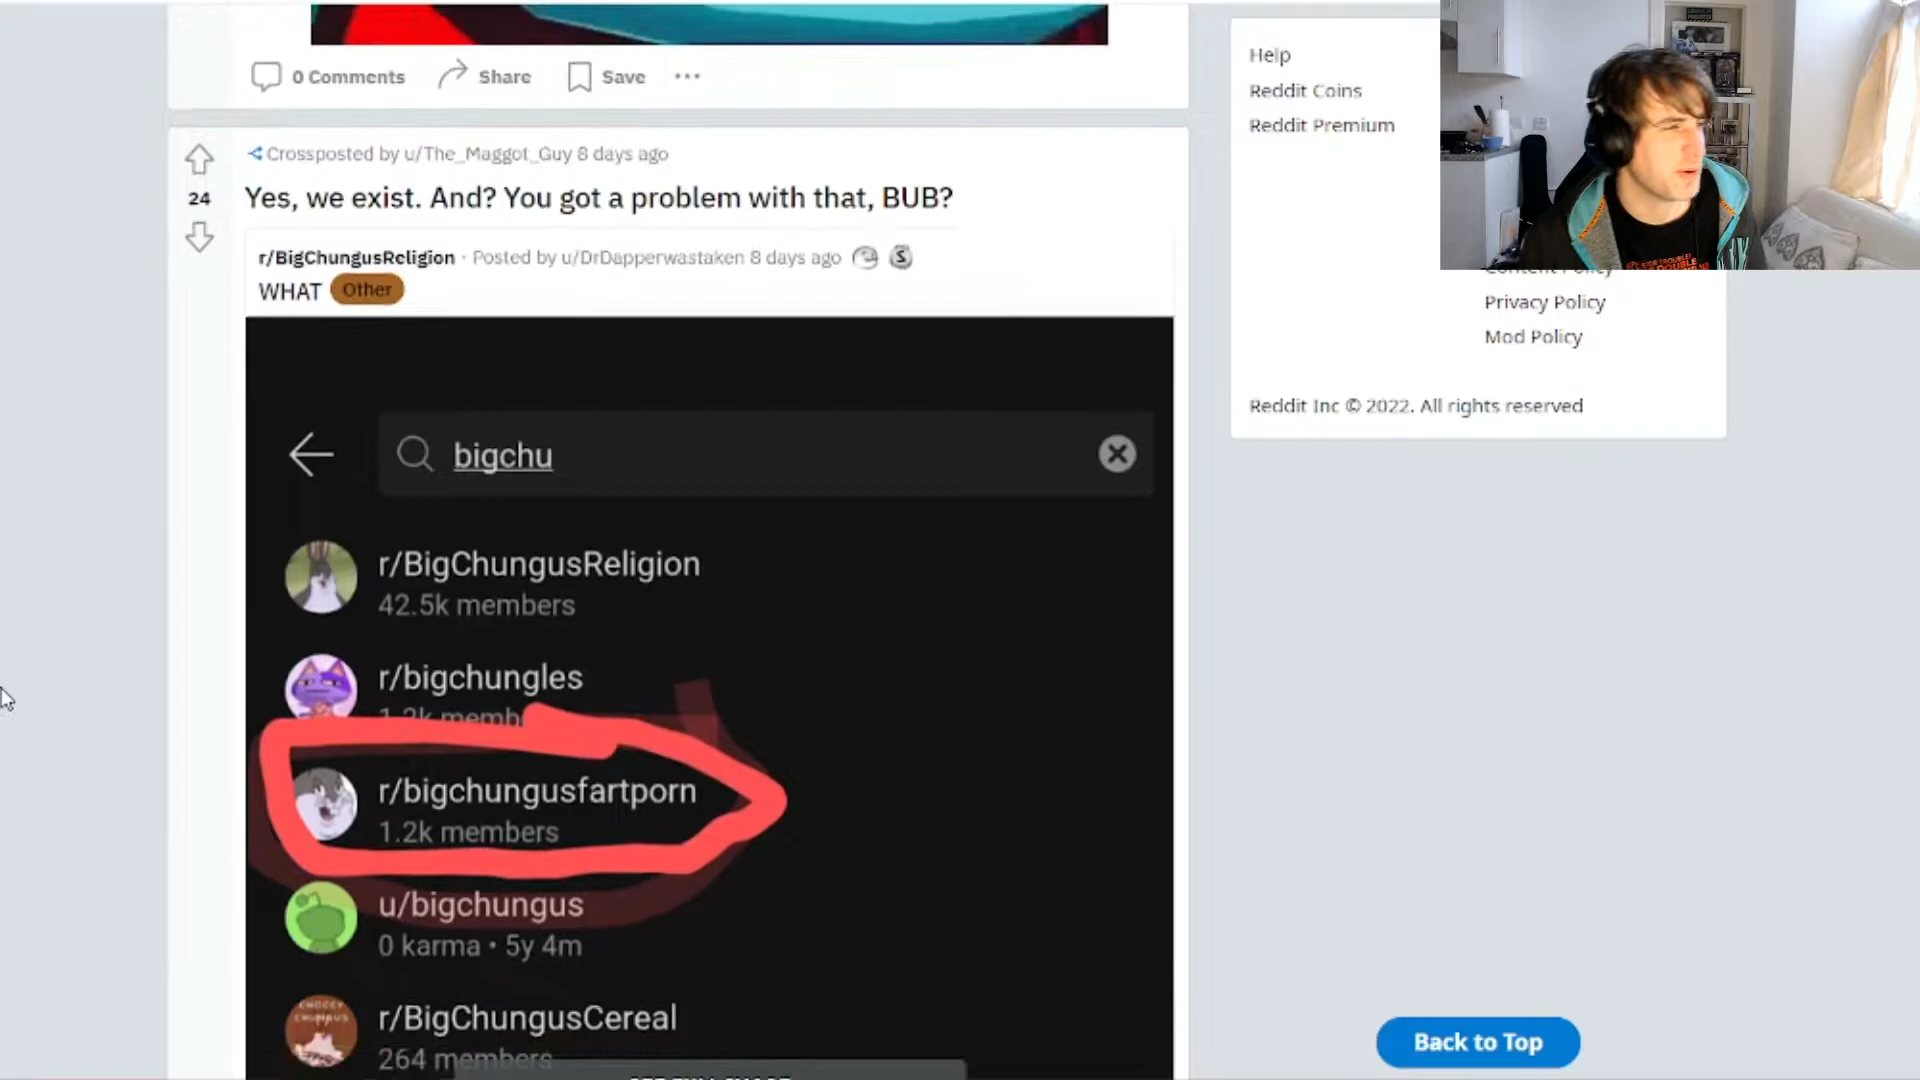 0 Comments Share Save
Help
Reddit Coins
Reddit Premium
Crossposted by u/The_Maggot_Guy 8 days ago
24
Yes, we exist. And? You got a problem with that, BUB?
r/BigChungusReligion · Posted by u/DrDapperwastaken 8 days ago
WHAT Other
Content Policy
Privacy Policy
Mod Policy
Reddit Inc © 2022. All rights reserved
bigchu
r/BigChungusReligion
42.5k members
r/bigchungles
r/bigchungusfartporn
1.2k members
u/bigchungus
0 karma • 5y 4m
r/BigChungusCereal
264 members
Back to Top